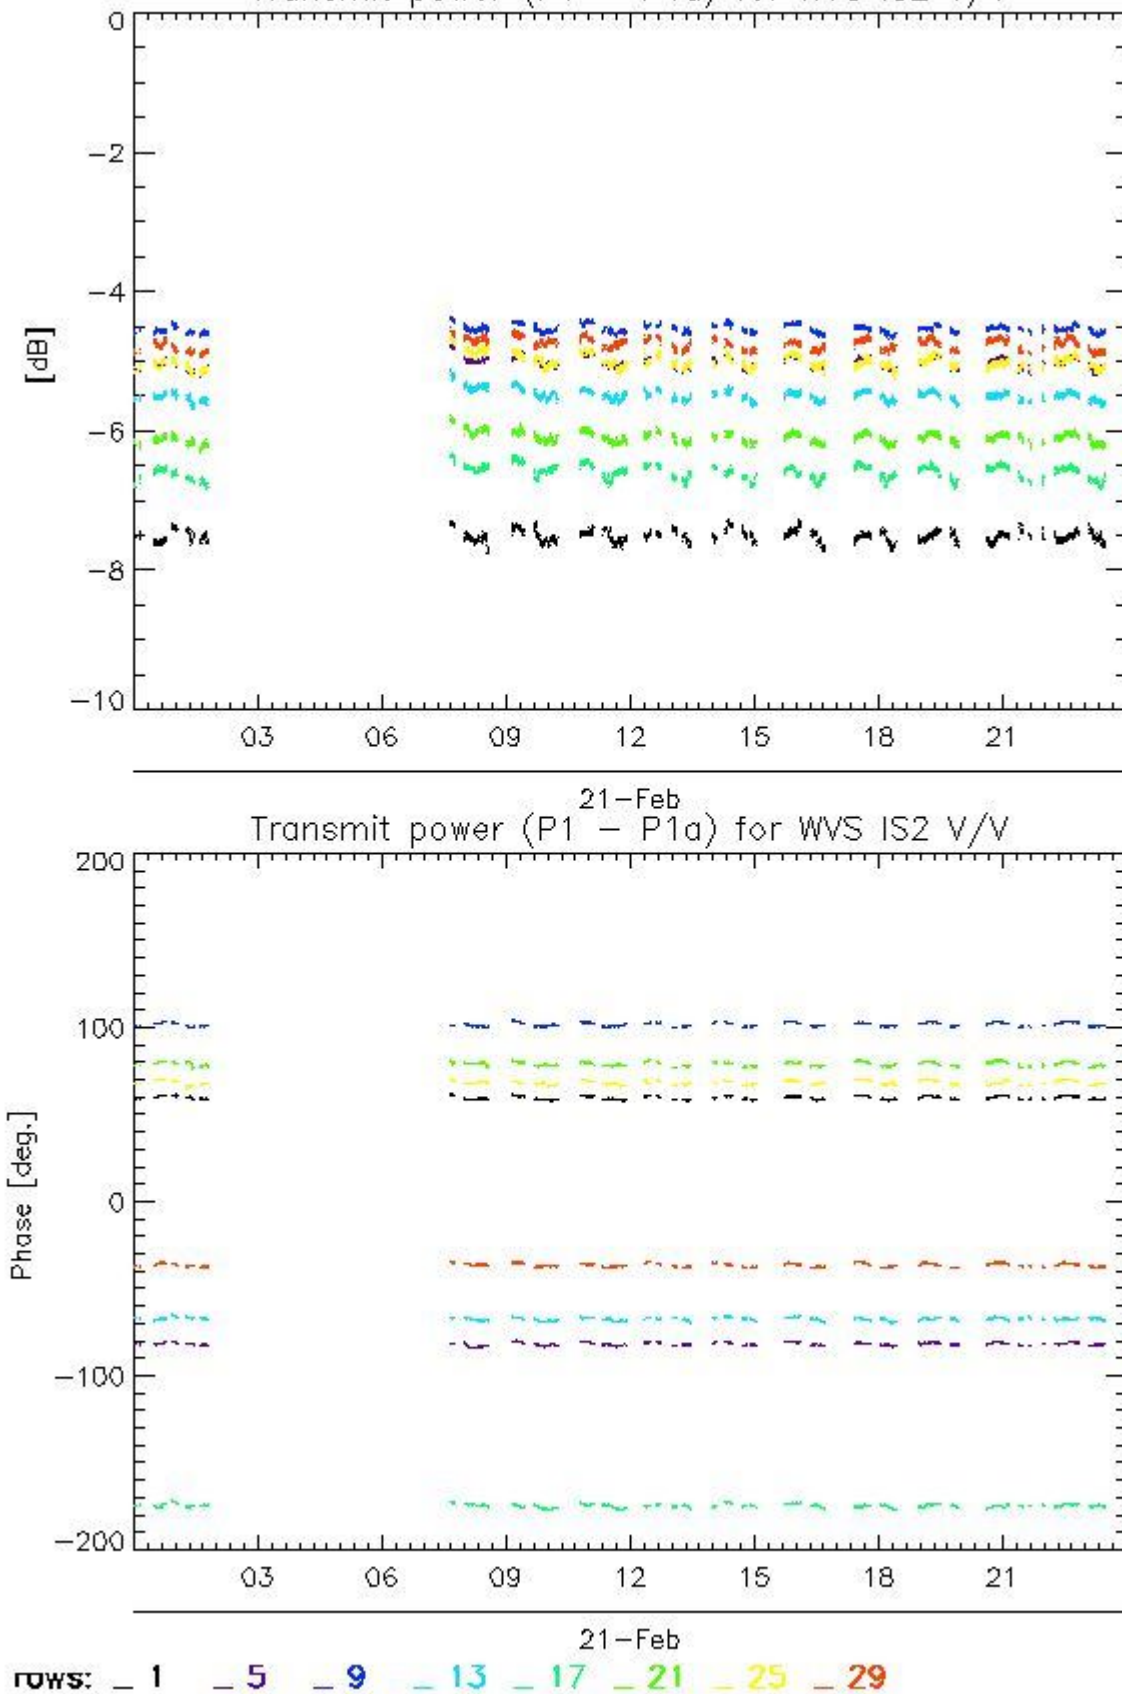 0
−2
−4
[dB]
−6
−8
−10
03 06 09 12 15 18 21
21−Feb
Transmit power (P1 − P1a) for WVS IS2 V/V
200
100
Phase [deg.]
0
−100
−200
03 06 09 12 15 18 21
21−Feb
rows: _ 1 _ 5 _ 9 _ 13 _ 17 _ 21 _ 25 _ 29